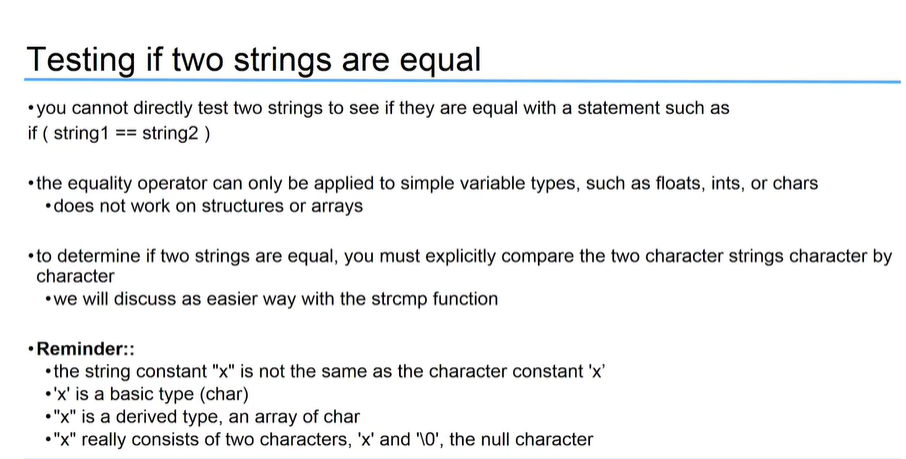 Testing if two strings are equal
•you cannot directly test two strings to see if they are equal with a statement such as
if ( string1 == string2 )
•the equality operator can only be applied to simple variable types, such as floats, ints, or chars
•does not work on structures or arrays
•to determine if two strings are equal, you must explicitly compare the two character strings character by
character
•we will discuss as easier way with the strcmp function
•Reminder::
•the string constant "x" is not the same as the character constant 'x'
•'x' is a basic type (char)
•"x" is a derived type, an array of char
•"x" really consists of two characters, 'x' and '\0', the null character